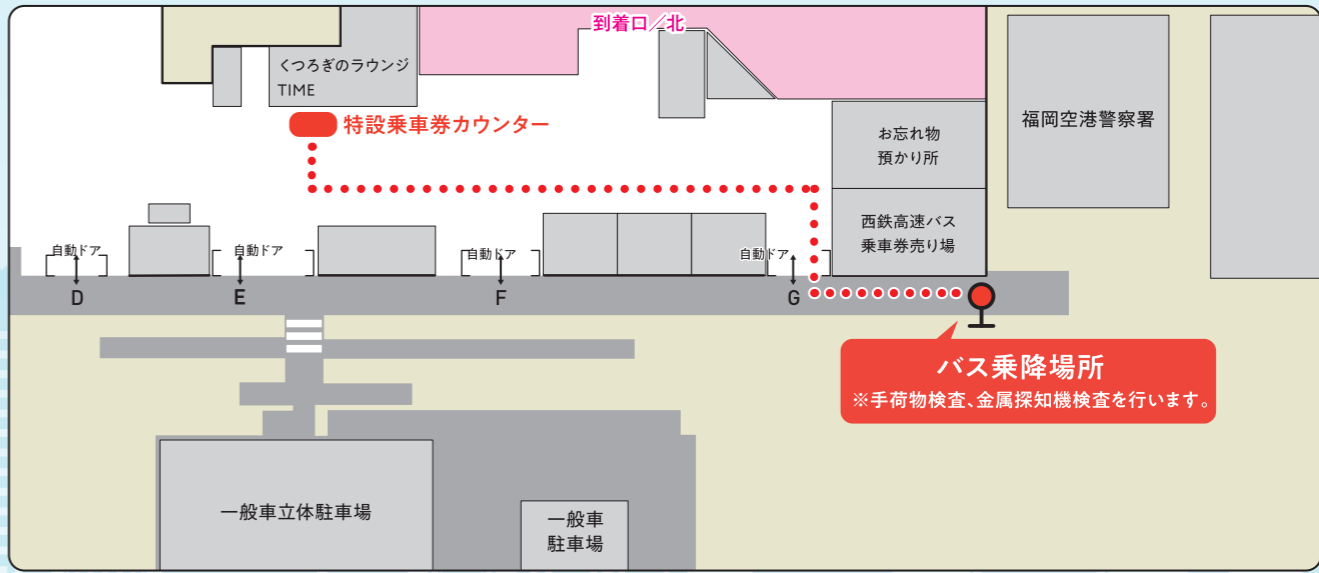 到着口／北
くつろぎのラウンジ
TIME
特設乗車券カウンター
お忘れ物
預かり所
福岡空港警察署
西鉄高速バス
乗車券売り場
自動ドア
自動ドア
自動ドア
自動ドア
D
E
F
G
バス乗降場所
※手荷物検査、金属探知機検査を行います。
一般車立体駐車場
一般車
駐車場